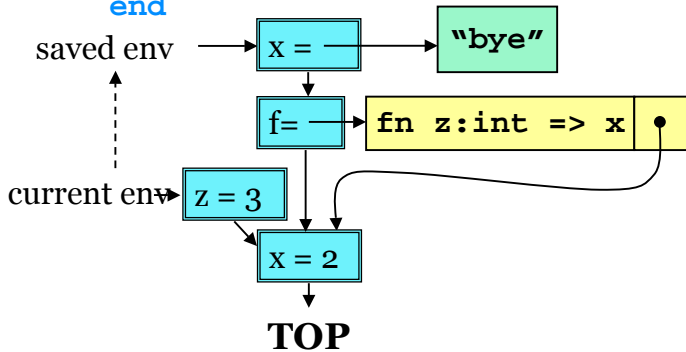 end
saved env
x =
“bye”
f=
fn z:int => x
current env
z = 3
x = 2
TOP